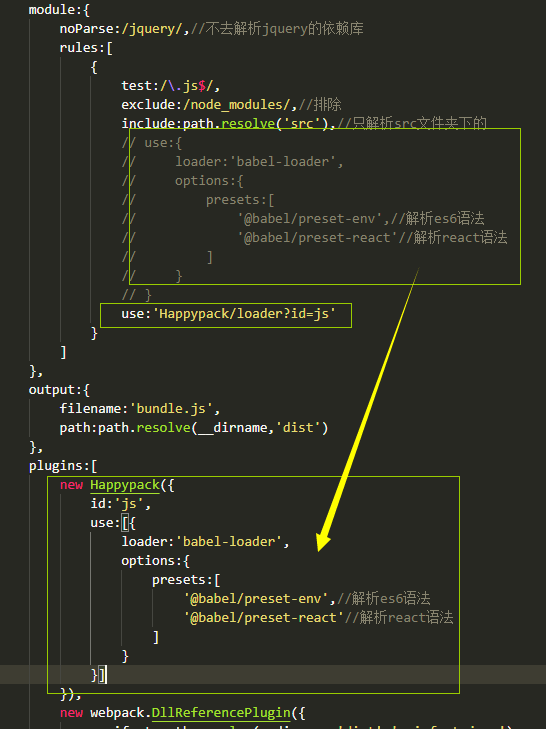 module:{
noParse:/jquery/,//不去解析jquery的依赖库
rules:[
{
test:/\.js$/,
exclude:/node_modules/,//排除
include:path.resolve('src'),//只解析src文件夹下的
// use:{
// loader:'babel-loader',
// options:{
// presets:[
// '@babel/preset-env',//解析es6语法
// '@babel/preset-react'//解析react语法
// ]
// }
// }
use:'Happypack/loader?id=js'
}
]
},
output:{
filename:'bundle.js',
path:path.resolve(__dirname,'dist')
},
plugins:[
new Happypack({
id:'js',
use:[{
loader:'babel-loader',
options:{
presets:[
'@babel/preset-env',//解析es6语法
'@babel/preset-react'//解析react语法
]
}
}]
}),
new webpack.DllReferencePlugin({